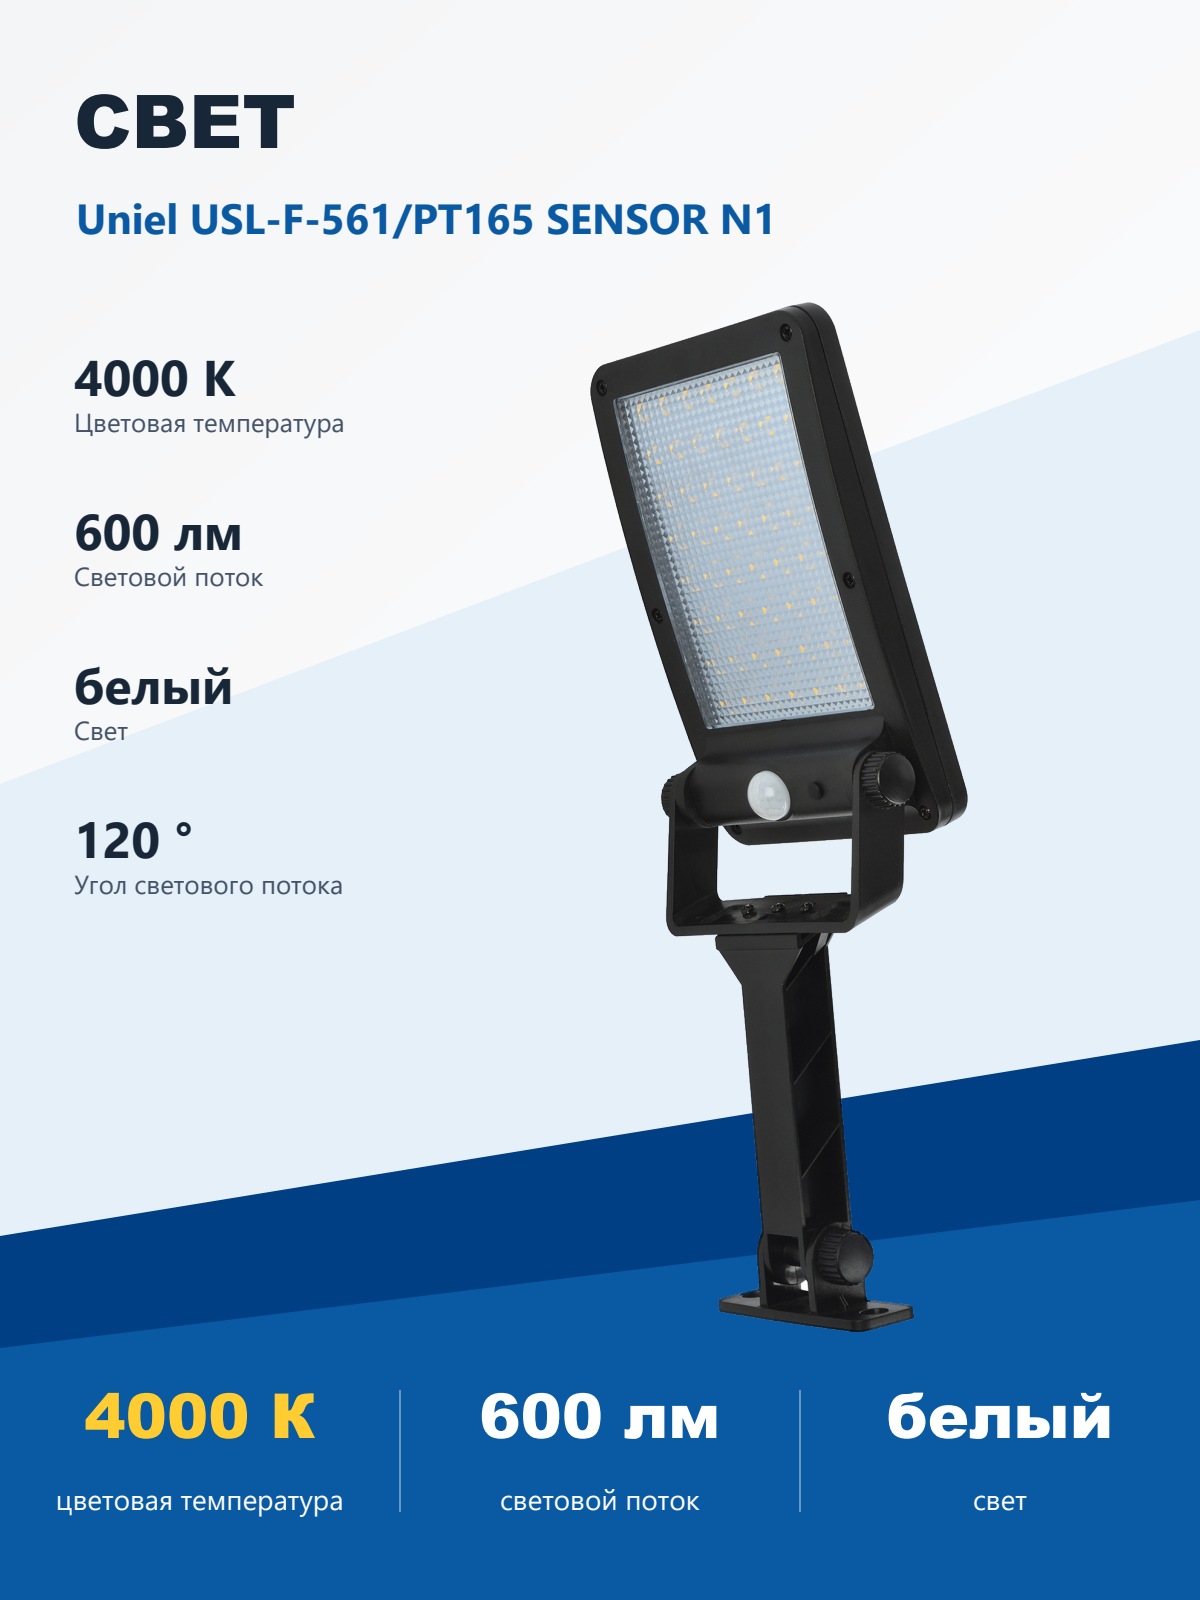 СВЕТ
Uniel USL-F-561/PT165 SENSOR N1
4000 К
Цветовая температура
600 лм
Световой поток
белый
Свет
120 °
Угол светового потока
4000 К
цветовая температура
600 лм
световой поток
белый
свет